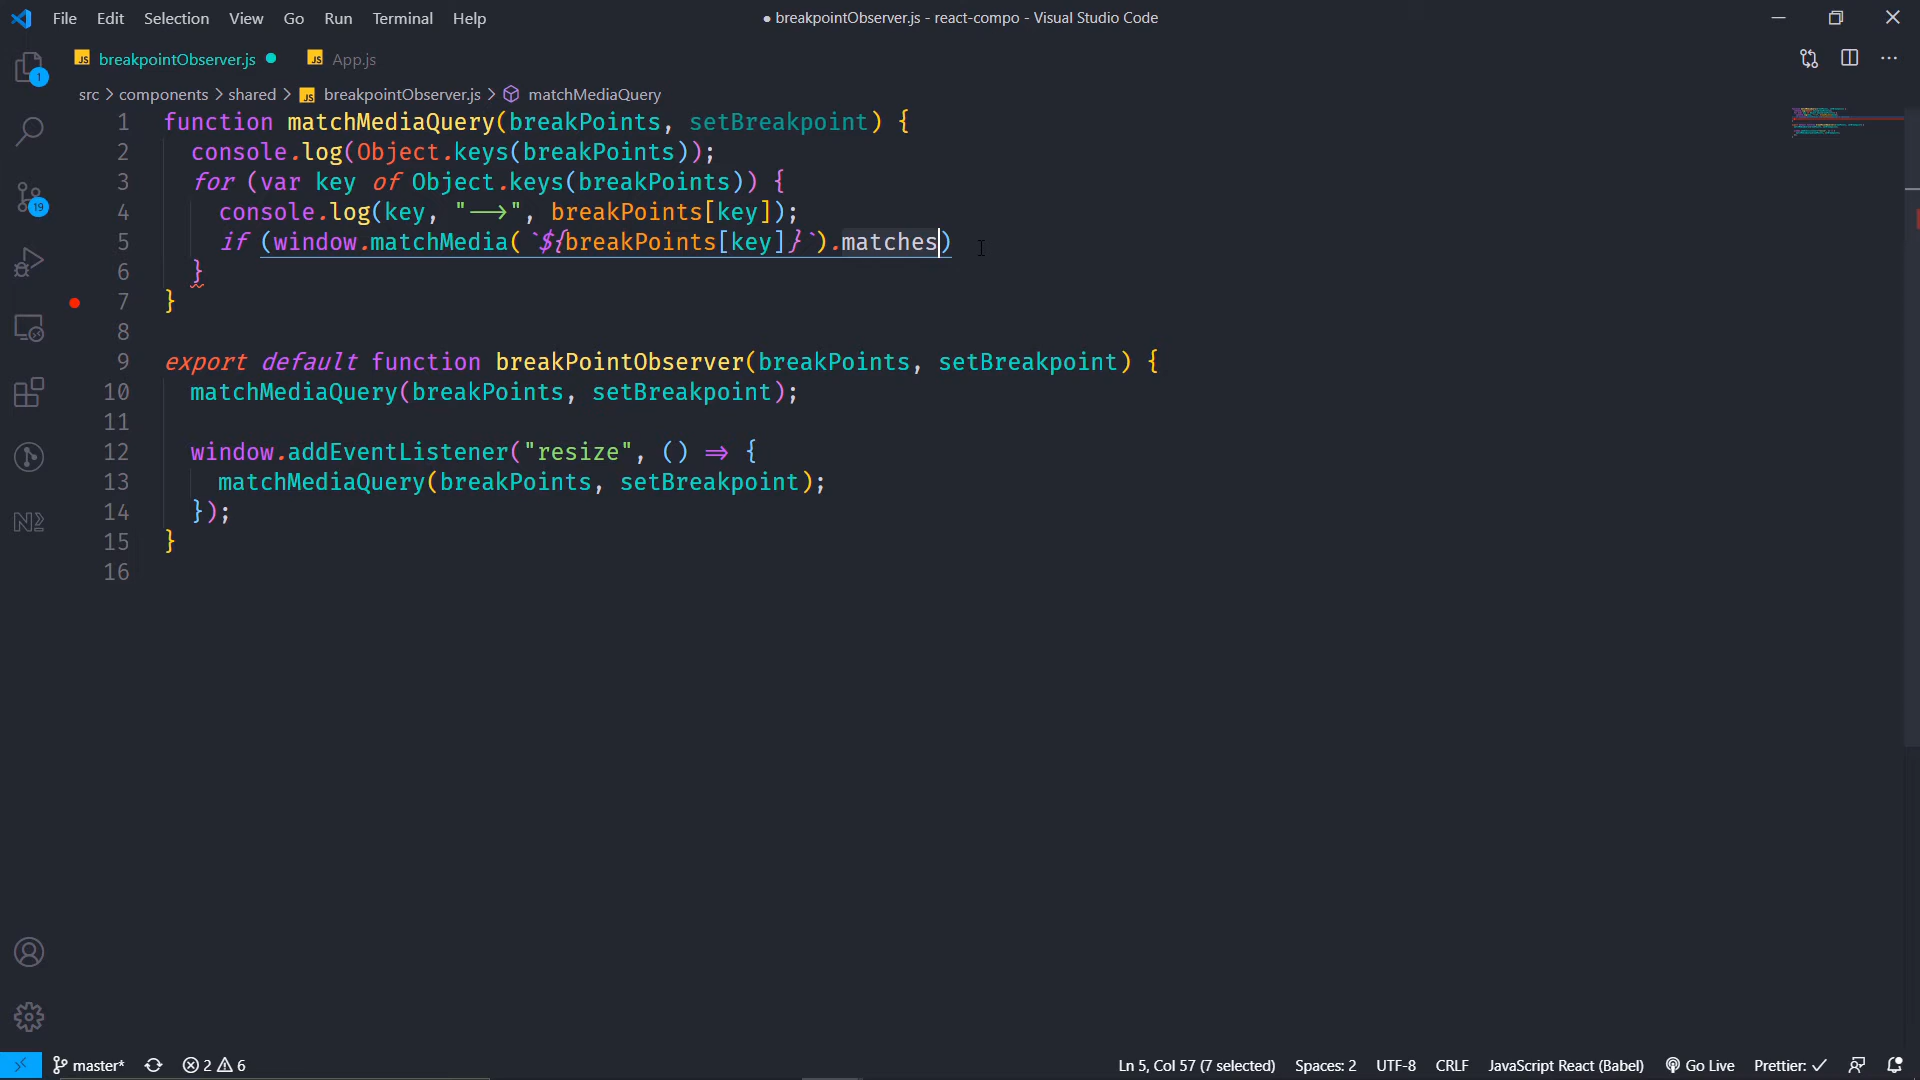 File Edit Selection View Go Run Terminal Help ● breakpointObserver.js - react-compo - Visual Studio Code
JS breakpointObserver.js ● JS App.js
src > components > shared > JS breakpointObserver.js > matchMediaQuery
1 function matchMediaQuery(breakPoints, setBreakpoint) {
2 console.log(Object.keys(breakPoints));
3 for (var key of Object.keys(breakPoints)) {
4 console.log(key, "-->", breakPoints[key]);
5 if (window.matchMedia(`${breakPoints[key]}`).matches)
6 }
7 }
8
9 export default function breakPointObserver(breakPoints, setBreakpoint) {
10 matchMediaQuery(breakPoints, setBreakpoint);
11
12 window.addEventListener("resize", () => {
13 matchMediaQuery(breakPoints, setBreakpoint);
14 });
15 }
16
1
19
N
master* 2 6 Ln 5, Col 57 (7 selected) Spaces: 2 UTF-8 CRLF JavaScript React (Babel) Go Live Prettier: ✓